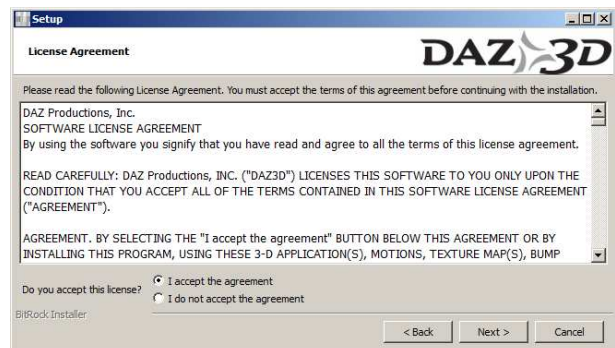 Setup
License Agreement
DAZ 3D
Please read the following License Agreement. You must accept the terms of this agreement before continuing with the installation.
DAZ Productions, Inc.
SOFTWARE LICENSE AGREEMENT
By using the software you signify that you have read and agree to all the terms of this license agreement.
READ CAREFULLY: DAZ Productions, INC. ("DAZ3D") LICENSES THIS SOFTWARE TO YOU ONLY UPON THE
CONDITION THAT YOU ACCEPT ALL OF THE TERMS CONTAINED IN THIS SOFTWARE LICENSE AGREEMENT
("AGREEMENT").
AGREEMENT. BY SELECTING THE "I accept the agreement" BUTTON BELOW THIS AGREEMENT OR BY
INSTALLING THIS PROGRAM, USING THESE 3-D APPLICATION(S), MOTIONS, TEXTURE MAP(S), BUMP
Do you accept this license?
I accept the agreement
I do not accept the agreement
BitRock Installer
< Back
Next >
Cancel